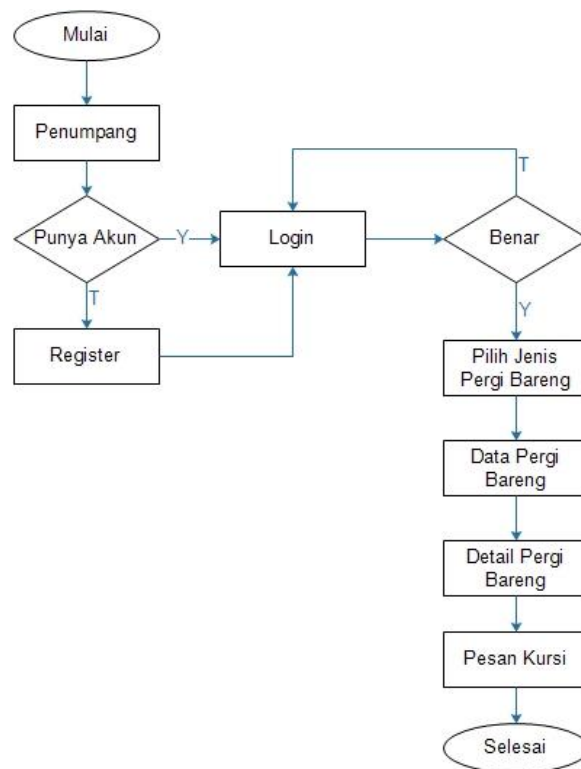 Mulai
Penumpang
Punya Akun
Y
T
Register
Login
T
Benar
Y
Pilih Jenis
Pergi Bareng
Data Pergi
Bareng
Detail Pergi
Bareng
Pesan Kursi
Selesai